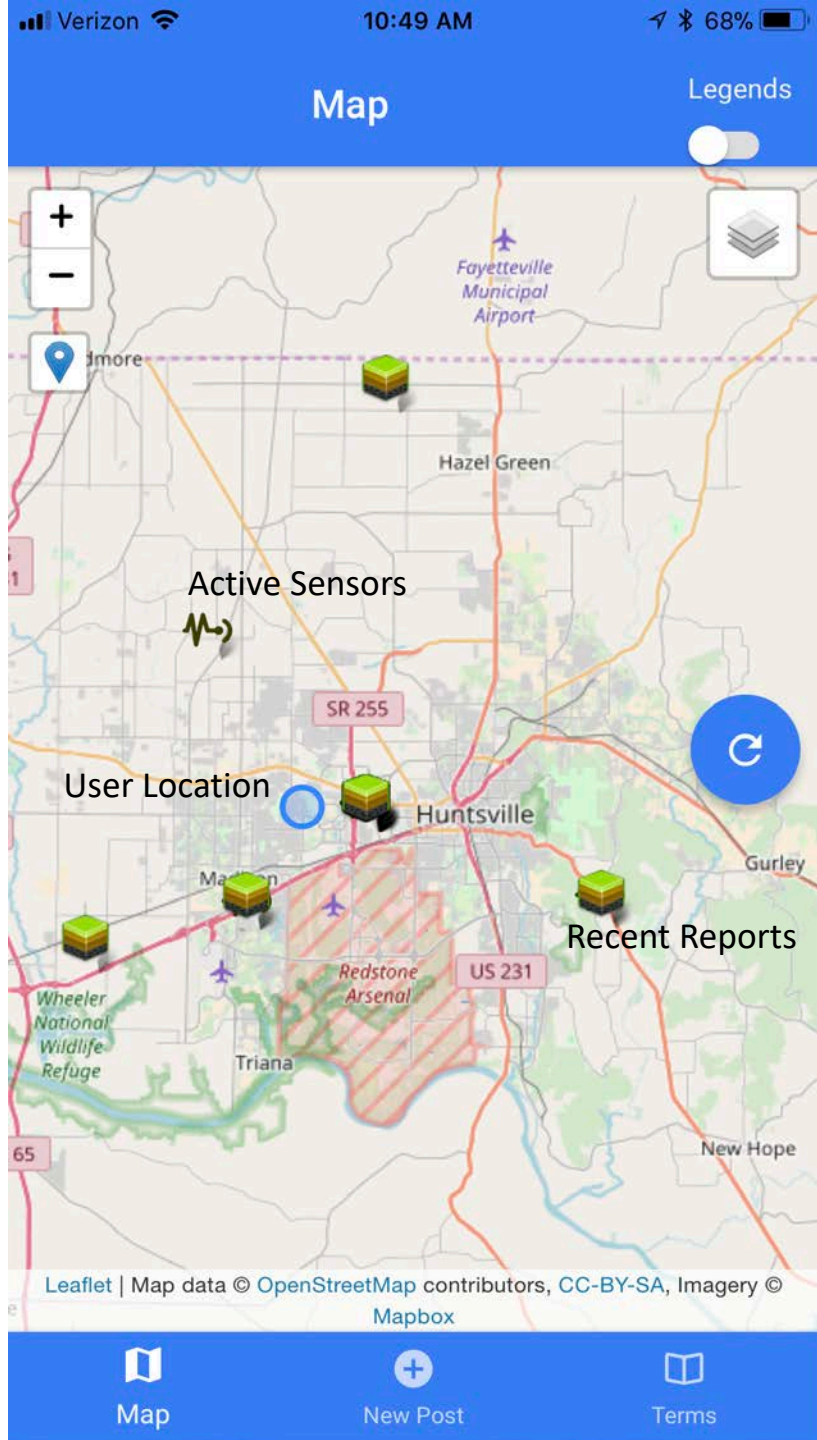 Verizon
10:49 AM
68%
Map
Legends
+
−
Fayetteville
Municipal
Airport
dmore
Hazel Green
1
Active Sensors
SR 255
User Location
Huntsville
Gurley
Recent Reports
Redstone
Arsenal
US 231
Wheeler
National
Wildlife
Refuge
Triana
65
New Hope
Leaflet | Map data © OpenStreetMap contributors, CC-BY-SA, Imagery ©
Mapbox
Map
New Post
Terms